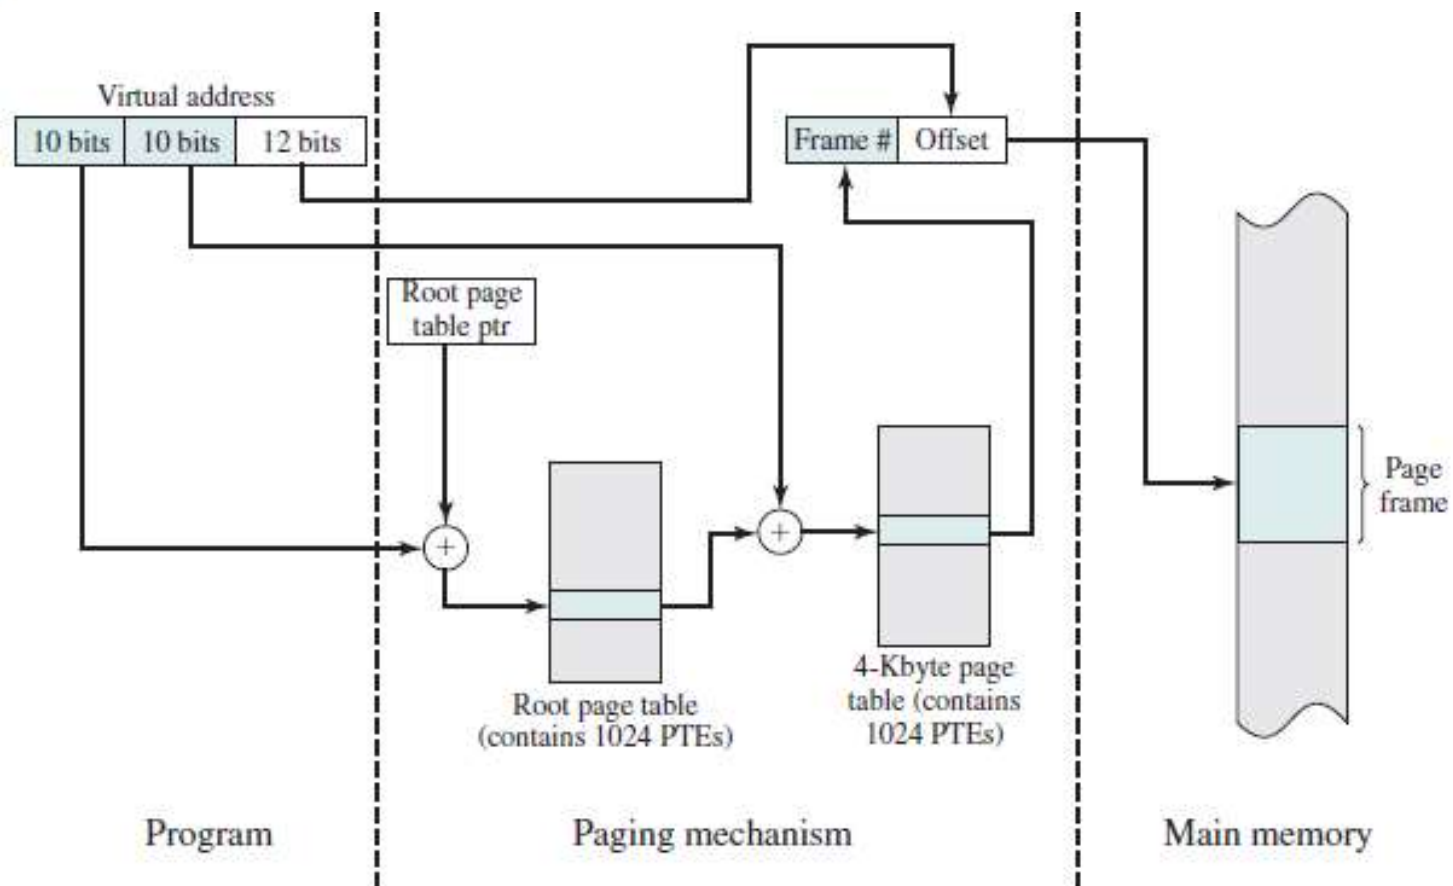 Virtual address
10 bits
10 bits
12 bits
Frame #
Offset
Root page
table ptr
+
+
Page
frame
Root page table
(contains 1024 PTEs)
4-Kbyte page
table (contains
1024 PTEs)
Program
Paging mechanism
Main memory